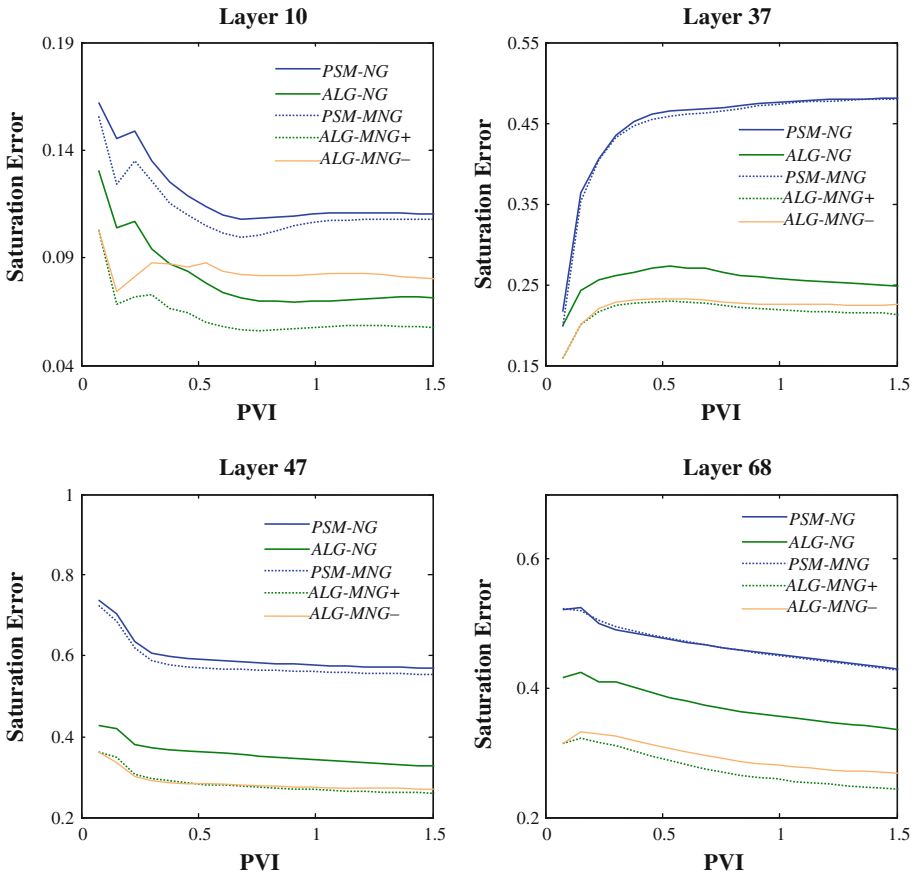 Layer 10
0.19
0.14
0.09
0.04
Saturation Error
PSM-NG
ALG-NG
PSM-MNG
ALG-MNG+
ALG-MNG–
0
0.5
1
1.5
PVI
Layer 37
0.55
0.45
0.35
0.25
0.15
Saturation Error
PSM-NG
ALG-NG
PSM-MNG
ALG-MNG+
ALG-MNG–
0
0.5
1
1.5
PVI
Layer 47
1
0.8
0.6
0.4
0.2
Saturation Error
PSM-NG
ALG-NG
PSM-MNG
ALG-MNG+
ALG-MNG–
0
0.5
1
1.5
PVI
Layer 68
0.6
0.4
0.2
Saturation Error
PSM-NG
ALG-NG
PSM-MNG
ALG-MNG+
ALG-MNG–
0
0.5
1
1.5
PVI